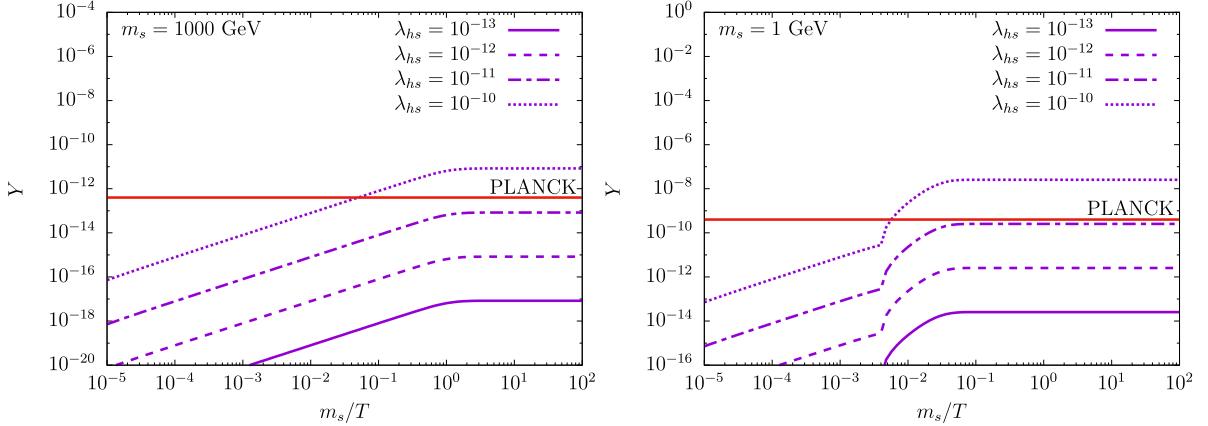 m_s = 1000 GeV
λ_hs = 10^-13
λ_hs = 10^-12
λ_hs = 10^-11
λ_hs = 10^-10
PLANCK
Y
10^-4
10^-6
10^-8
10^-10
10^-12
10^-14
10^-16
10^-18
10^-20
10^-5 10^-4 10^-3 10^-2 10^-1 10^0 10^1 10^2
m_s/T
m_s = 1 GeV
λ_hs = 10^-13
λ_hs = 10^-12
λ_hs = 10^-11
λ_hs = 10^-10
PLANCK
Y
10^0
10^-2
10^-4
10^-6
10^-8
10^-10
10^-12
10^-14
10^-16
10^-5 10^-4 10^-3 10^-2 10^-1 10^0 10^1 10^2
m_s/T